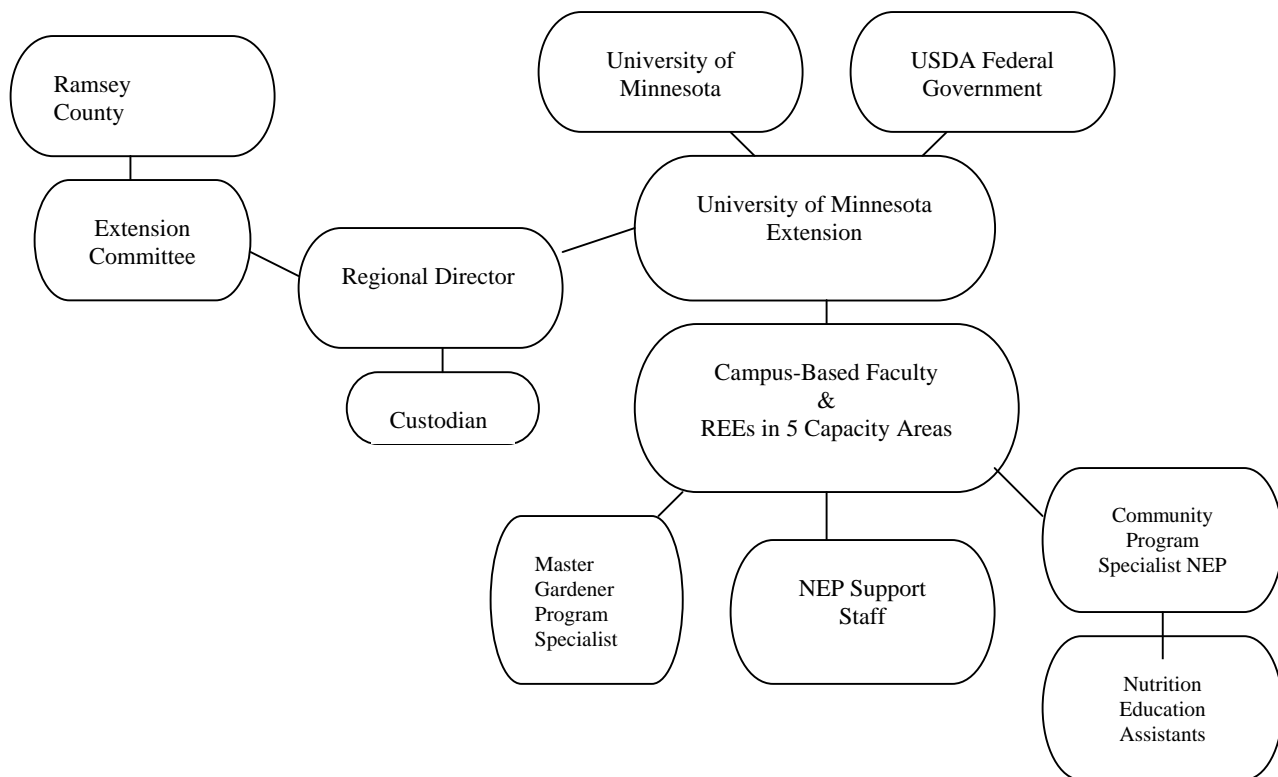 Ramsey
County
University of
Minnesota
USDA Federal
Government
Extension
Committee
University of Minnesota
Extension
Regional Director
Custodian
Campus-Based Faculty
&
REEs in 5 Capacity Areas
Master
Gardener
Program
Specialist
NEP Support
Staff
Community
Program
Specialist NEP
Nutrition
Education
Assistants